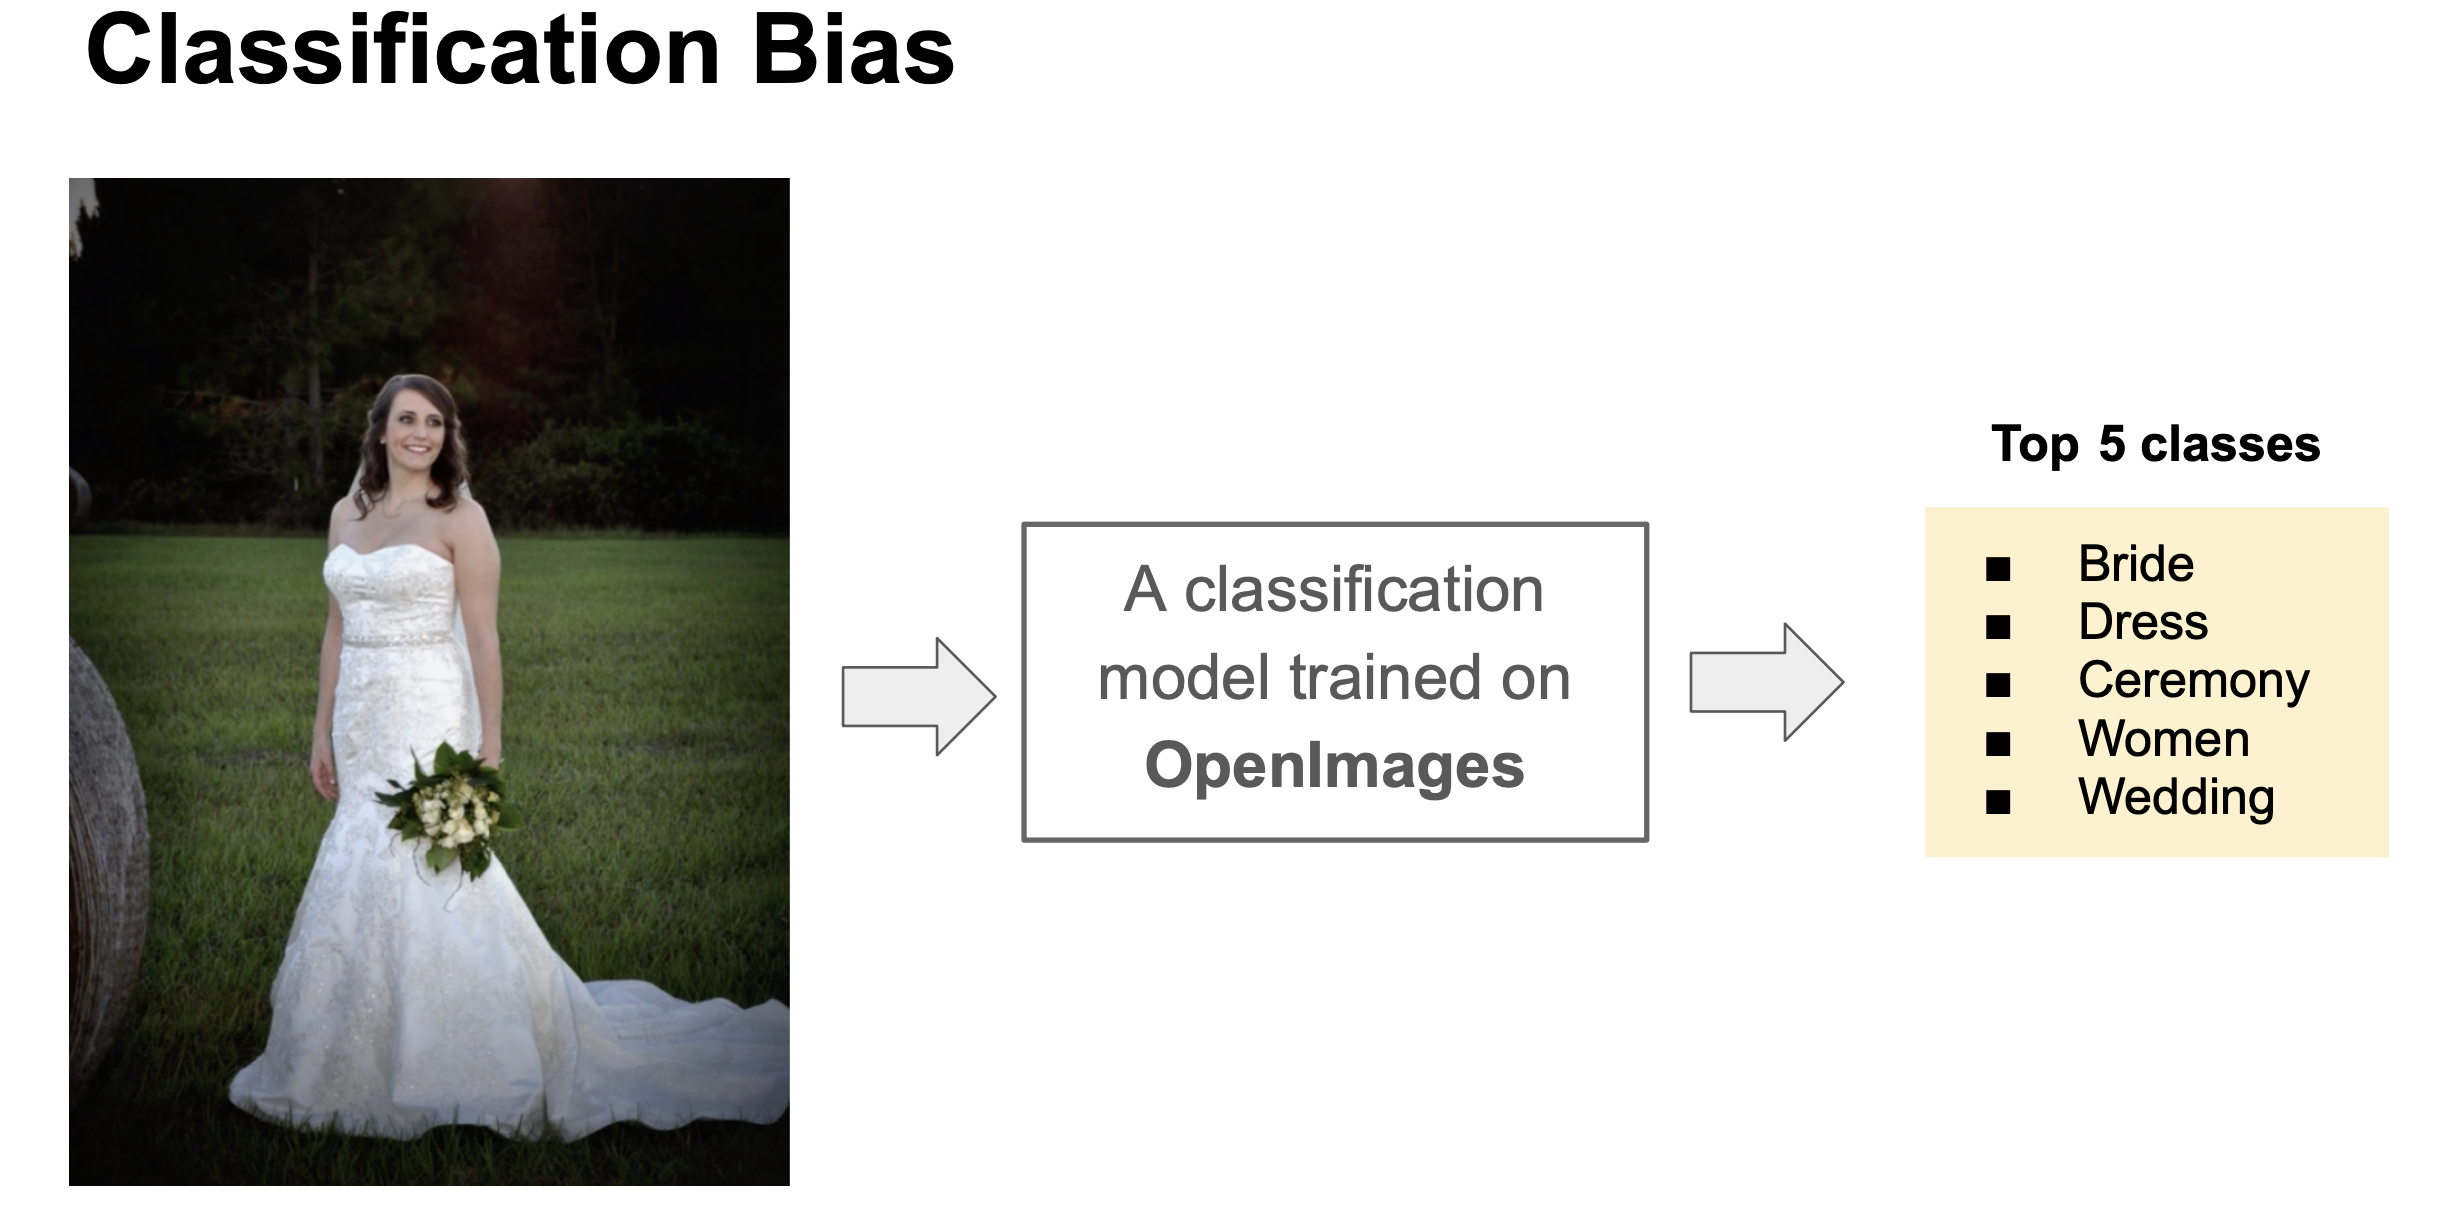 Classification Bias
A classification
model trained on
OpenImages
Top 5 classes
■ Bride
■ Dress
■ Ceremony
■ Women
■ Wedding